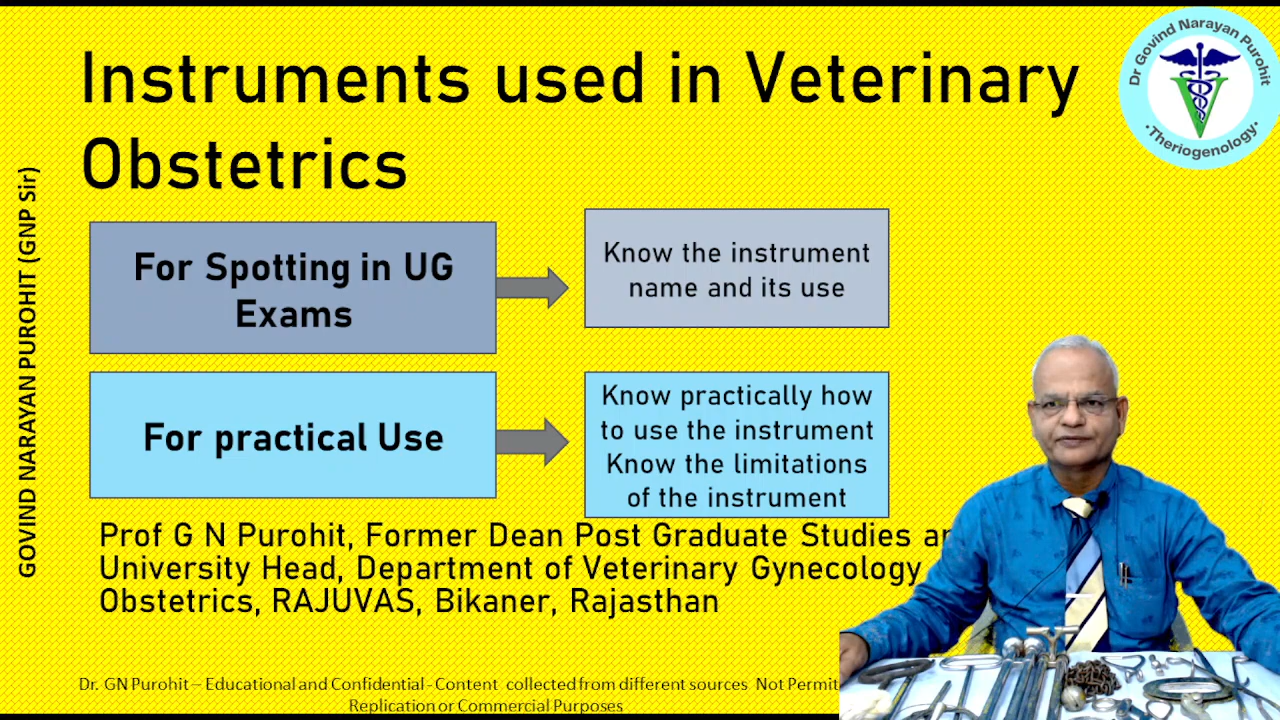 Instruments used in Veterinary
Obstetrics
Dr Govind Narayan Purohit
• Theriogenology •
GOVIND NARAYAN PUROHIT (GNP Sir)
For Spotting in UG
Exams
Know the instrument
name and its use
For practical Use
Know practically how
to use the instrument
Know the limitations
of the instrument
Prof G N Purohit, Former Dean Post Graduate Studies
University Head, Department of Veterinary Gynecology
Obstetrics, RAJUVAS, Bikaner, Rajasthan
Dr. GN Purohit – Educational and Confidential - Content collected from different sources Not Permit
Replication or Commercial Purposes